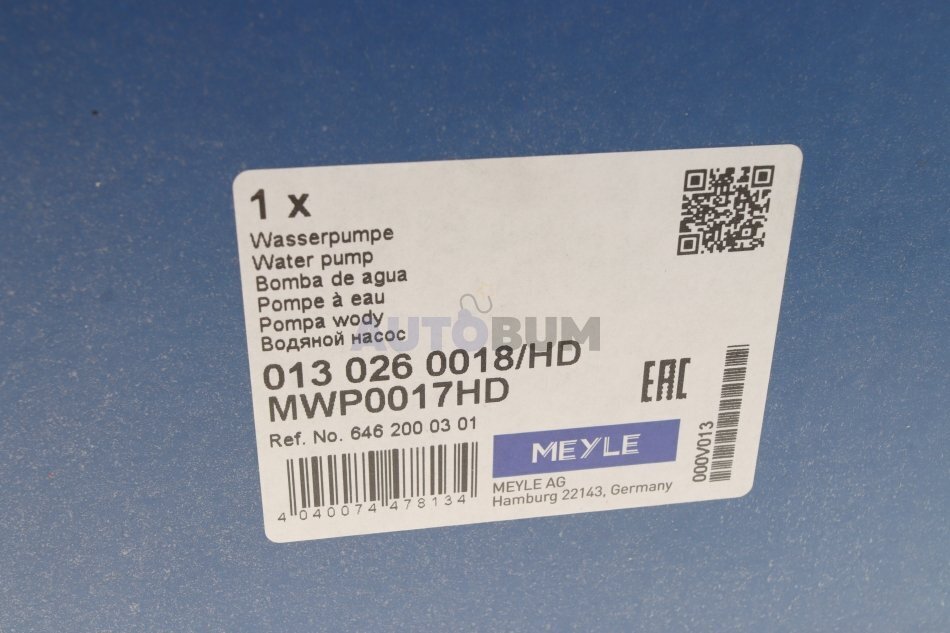 1 x
Wasserpumpe
Water pump
Bomba de agua
Pompe à eau
Pompa wody
Водяной насос
AUTOBUM
013 026 0018/HD
MWP0017HD
Ref. No. 646 200 03 01
EAC
MEYLE
MEYLE AG
Hamburg 22143, Germany
4 040074 478134
000V013